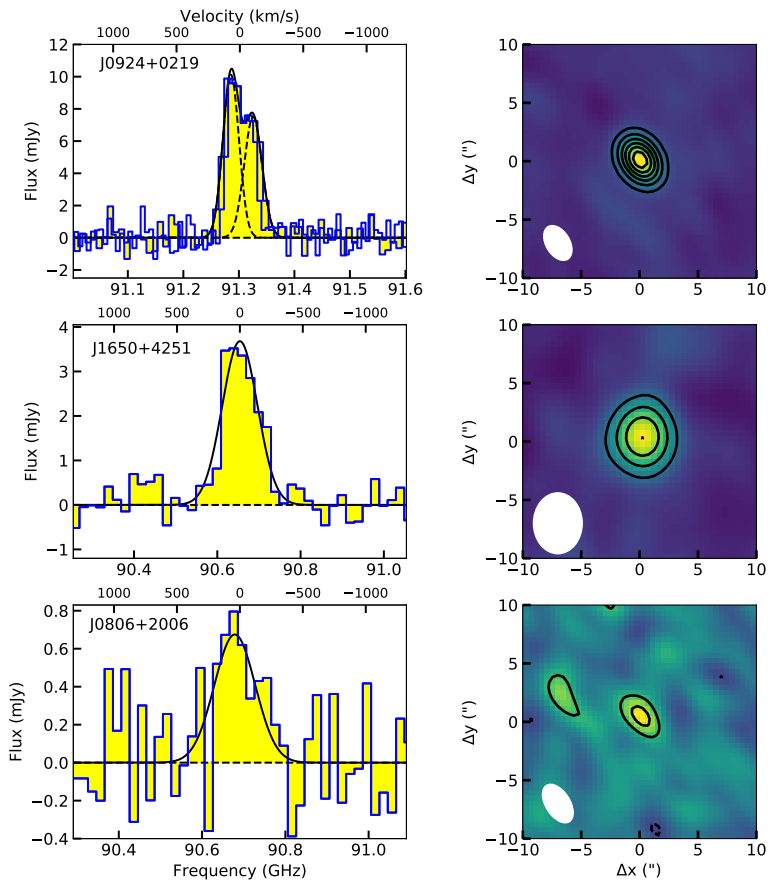 Velocity (km/s)
1000 500 0 −500 −1000
J0924+0219
Flux (mJy)
12
10
8
6
4
2
0
−2
91.1 91.2 91.3 91.4 91.5 91.6
10
5
0
−5
−10
Δy (")
−10 −5 0 5 10
1000 500 0 −500 −1000
J1650+4251
Flux (mJy)
4
3
2
1
0
−1
90.4 90.6 90.8 91.0
10
5
0
−5
−10
Δy (")
−10 −5 0 5 10
1000 500 0 −500 −1000
J0806+2006
Flux (mJy)
0.8
0.6
0.4
0.2
0.0
−0.2
−0.4
90.4 90.6 90.8 91.0
Frequency (GHz)
10
5
0
−5
−10
Δy (")
−10 −5 0 5 10
Δx (")